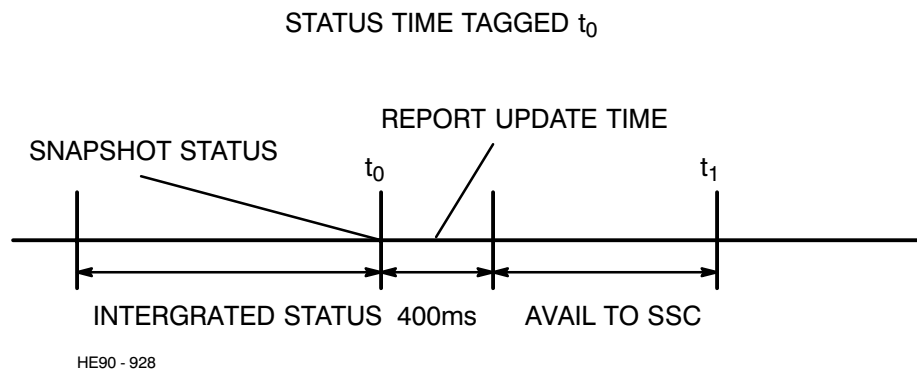 STATUS TIME TAGGED t0
REPORT UPDATE TIME
SNAPSHOT STATUS
t0
t1
INTERGRATED STATUS 400ms AVAIL TO SSC
HE90 - 928